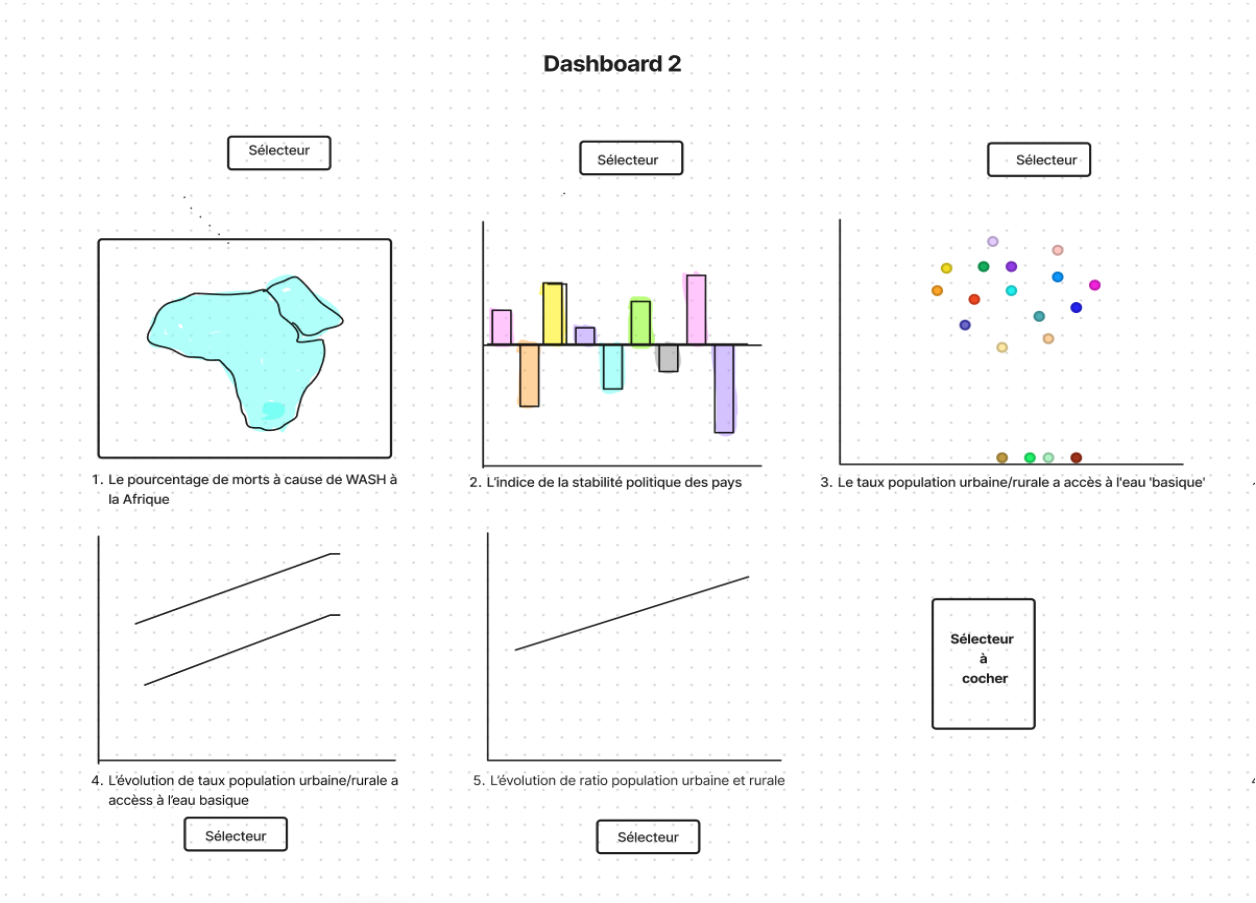 Dashboard 2
Sélecteur
Sélecteur
Sélecteur
1. Le pourcentage de morts à cause de WASH à
la Afrique
2. L'indice de la stabilité politique des pays
3. Le taux population urbaine/rurale a accès à l'eau 'basique'
4. L'évolution de taux population urbaine/rurale a
accèss à l'eau basique
5. L'évolution de ratio population urbaine et rurale
Sélecteur
à
cocher
Sélecteur
Sélecteur